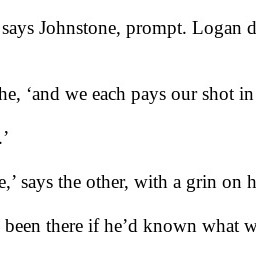 says Johnstone, prompt. Logan d
he, ‘and we each pays our shot in
.’
e,’ says the other, with a grin on h
been there if he’d known what w